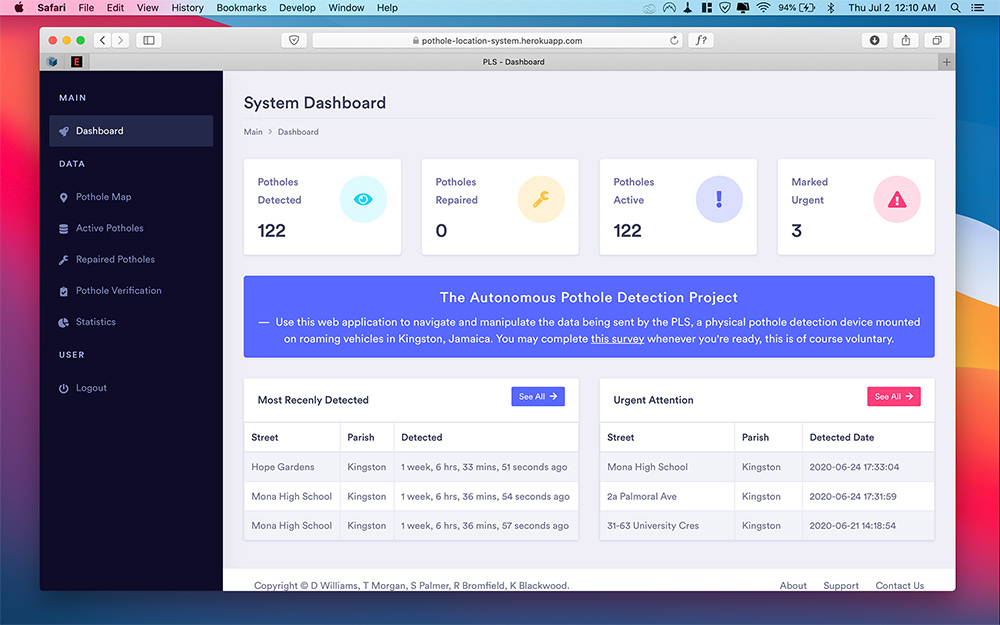 Safari File Edit View History Bookmarks Develop Window Help 94% Thu Jul 2 12:10 AM
pothole-location-system.herokuapp.com ƒ?
E PLS - Dashboard +
MAIN
Dashboard
DATA
Pothole Map
Active Potholes
Repaired Potholes
Pothole Verification
Statistics
USER
Logout
System Dashboard
Main > Dashboard
Potholes
Detected
122
Potholes
Repaired
0
Potholes
Active
122
!
Marked
Urgent
3
The Autonomous Pothole Detection Project
— Use this web application to navigate and manipulate the data being sent by the PLS, a physical pothole detection device mounted
on roaming vehicles in Kingston, Jamaica. You may complete this survey whenever you're ready, this is of course voluntary.
Most Recenly Detected See All →
Street Parish Detected
Hope Gardens Kingston 1 week, 6 hrs, 33 mins, 51 seconds ago
Mona High School Kingston 1 week, 6 hrs, 36 mins, 54 seconds ago
Mona High School Kingston 1 week, 6 hrs, 36 mins, 57 seconds ago
Urgent Attention See All →
Street Parish Detected Date
Mona High School Kingston 2020-06-24 17:33:04
2a Palmoral Ave Kingston 2020-06-24 17:31:59
31-63 University Cres Kingston 2020-06-21 14:18:54
Copyright © D Williams, T Morgan, S Palmer, R Bromfield, K Blackwood.
About Support Contact Us